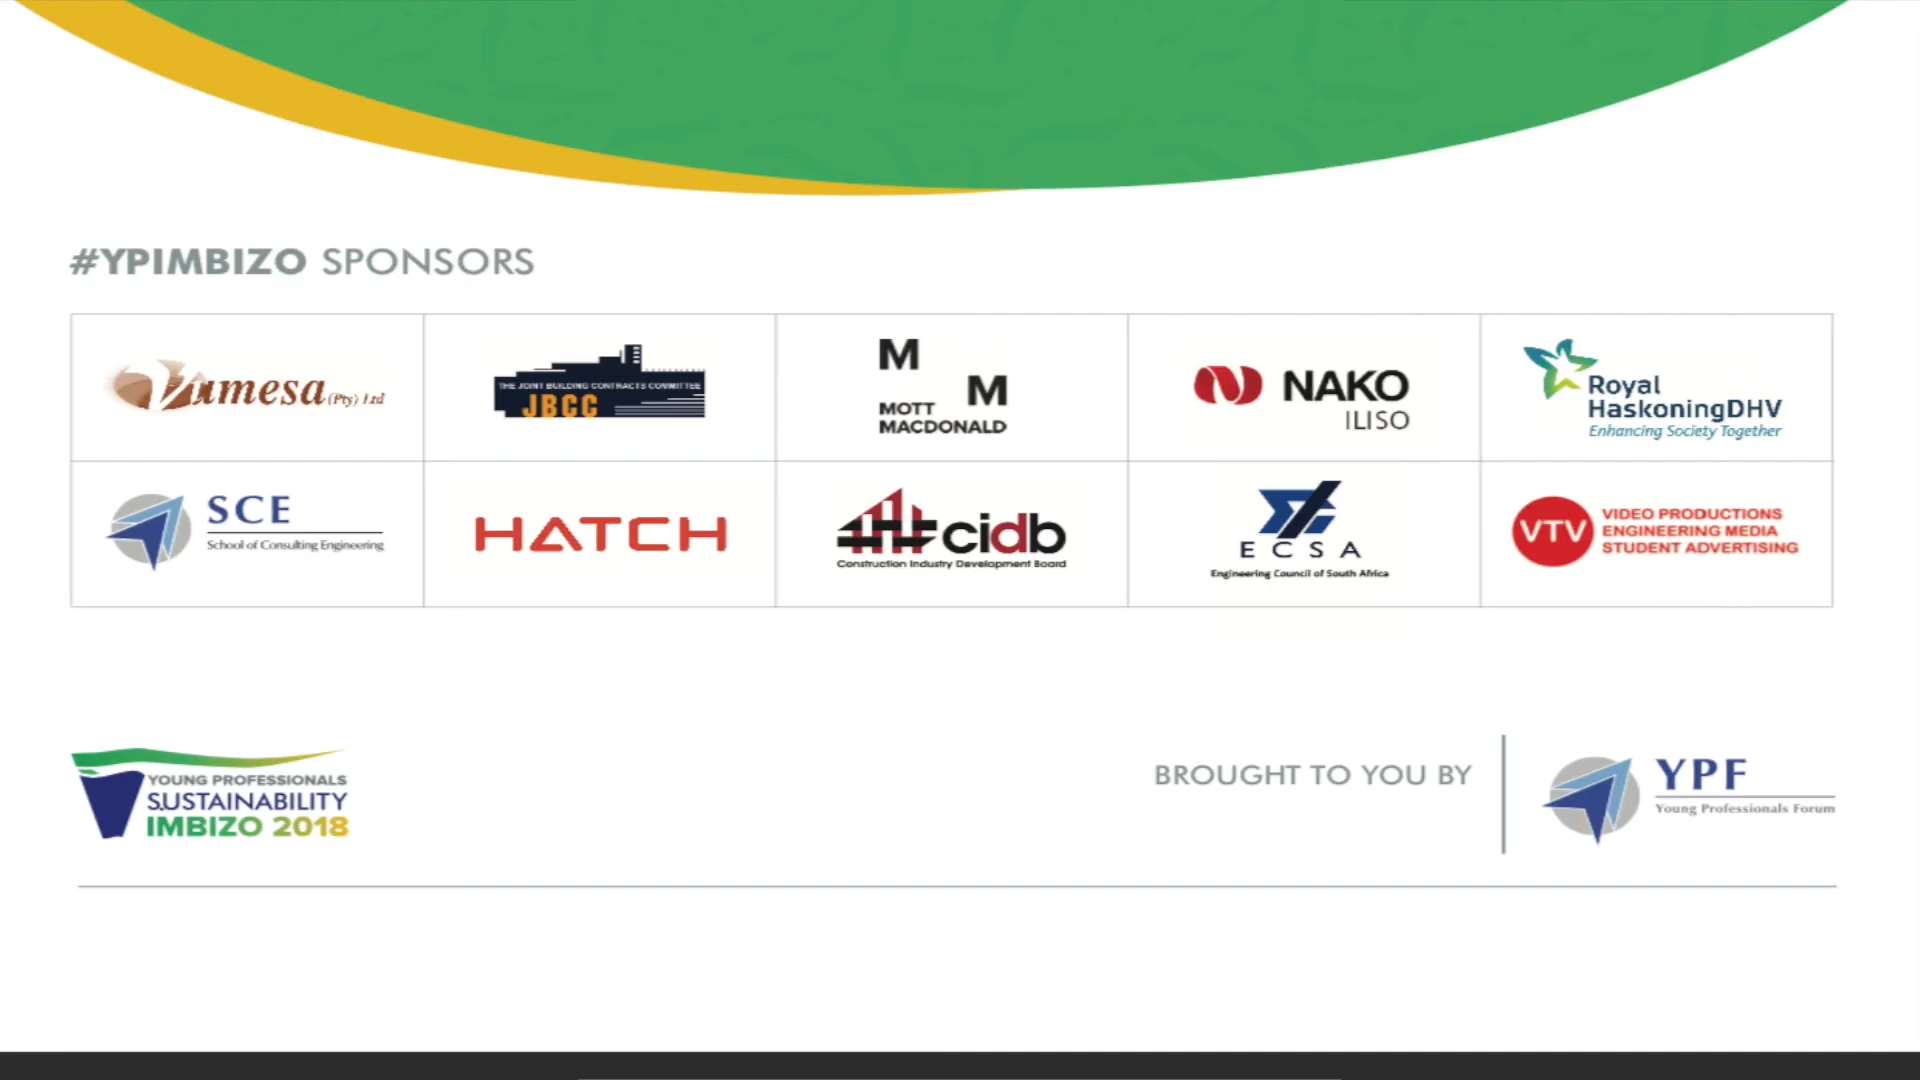 #YPIMBIZO SPONSORS
Vumesa (Pty) Ltd
THE JOINT BUILDING CONTRACTS COMMITTEE
JBCC
M
M
MOTT
MACDONALD
NAKO
ILISO
Royal
HaskoningDHV
Enhancing Society Together
SCE
School of Consulting Engineering
HATCH
cidb
Construction Industry Development Board
ECSA
Engineering Council of South Africa
VTV
VIDEO PRODUCTIONS
ENGINEERING MEDIA
STUDENT ADVERTISING
YOUNG PROFESSIONALS
SUSTAINABILITY
IMBIZO 2018
BROUGHT TO YOU BY
YPF
Young Professionals Forum